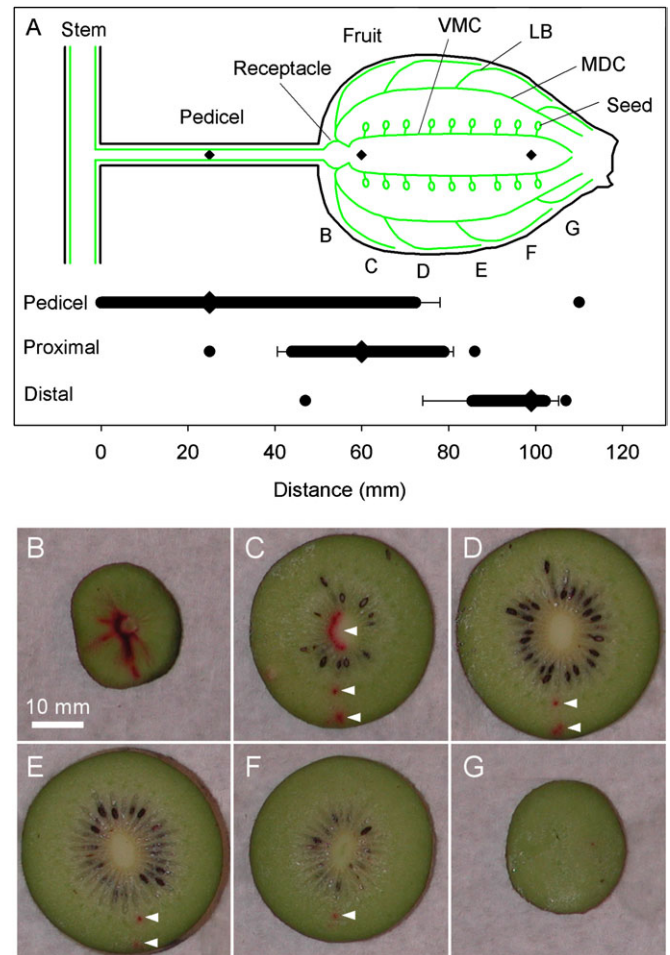 A
Stem
Fruit
VMC
LB
MDC
Receptacle
Seed
Pedicel
B
C
D
E
F
G
Pedicel
Proximal
Distal
0 20 40 60 80 100 120
Distance (mm)
B
C
D
10 mm
E
F
G